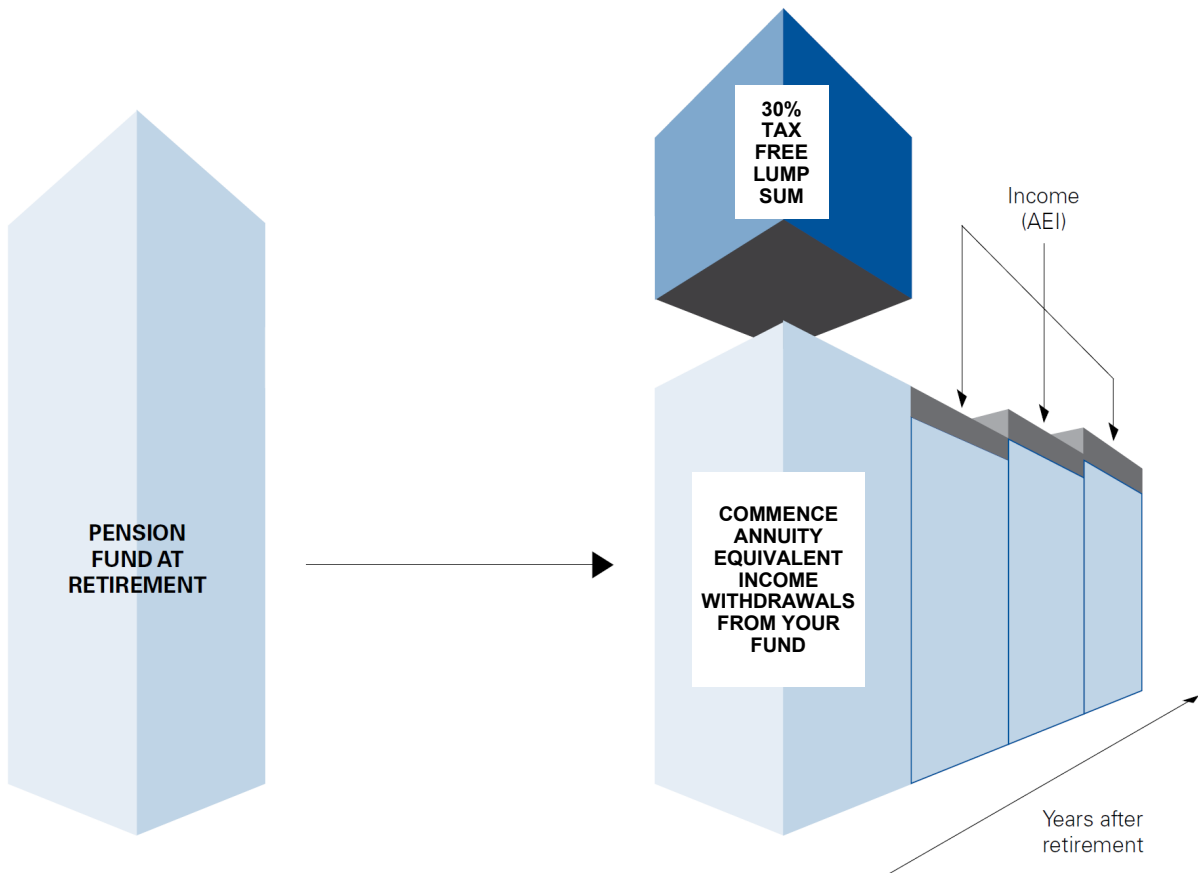 30%
TAX
FREE
LUMP
SUM
Income
(AEI)
PENSION
FUND AT
RETIREMENT
COMMENCE
ANNUITY
EQUIVALENT
INCOME
WITHDRAWALS
FROM YOUR
FUND
Years after
retirement